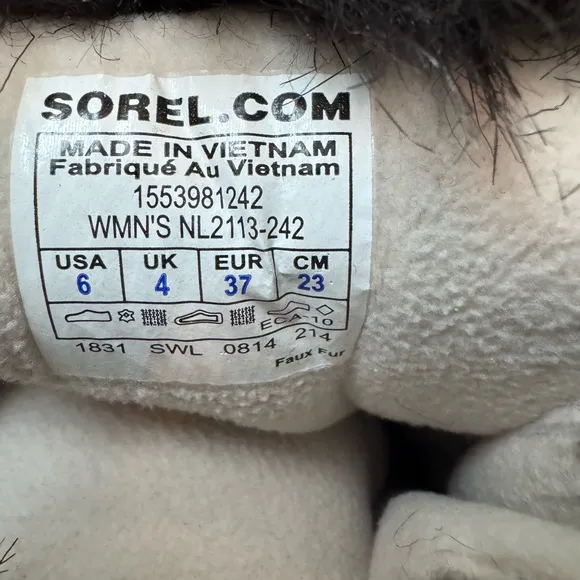 SOREL.COM
MADE IN VIETNAM
Fabriqué Au Vietnam
1553981242
WMN'S NL2113-242
USA UK EUR CM
6 4 37 23
ECA-10
1831 SWL 0814 214
Faux Fur